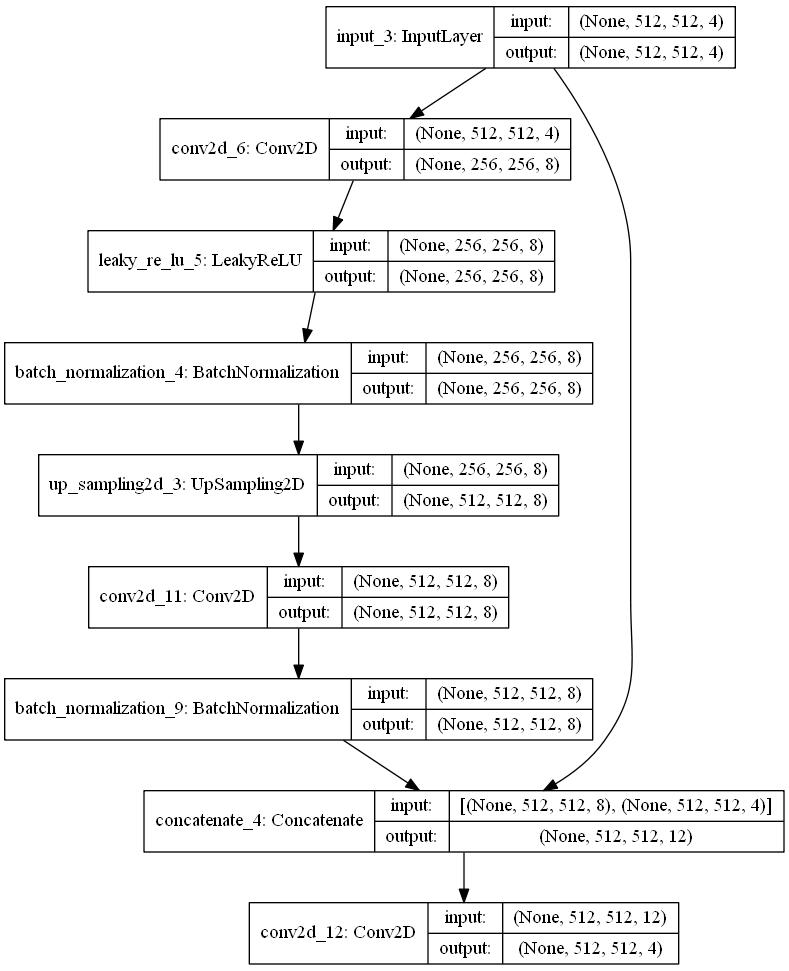 input_3: InputLayer
input: (None, 512, 512, 4)
output: (None, 512, 512, 4)
conv2d_6: Conv2D
input: (None, 512, 512, 4)
output: (None, 256, 256, 8)
leaky_re_lu_5: LeakyReLU
input: (None, 256, 256, 8)
output: (None, 256, 256, 8)
batch_normalization_4: BatchNormalization
input: (None, 256, 256, 8)
output: (None, 256, 256, 8)
up_sampling2d_3: UpSampling2D
input: (None, 256, 256, 8)
output: (None, 512, 512, 8)
conv2d_11: Conv2D
input: (None, 512, 512, 8)
output: (None, 512, 512, 8)
batch_normalization_9: BatchNormalization
input: (None, 512, 512, 8)
output: (None, 512, 512, 8)
concatenate_4: Concatenate
input: [(None, 512, 512, 8), (None, 512, 512, 4)]
output: (None, 512, 512, 12)
conv2d_12: Conv2D
input: (None, 512, 512, 12)
output: (None, 512, 512, 4)